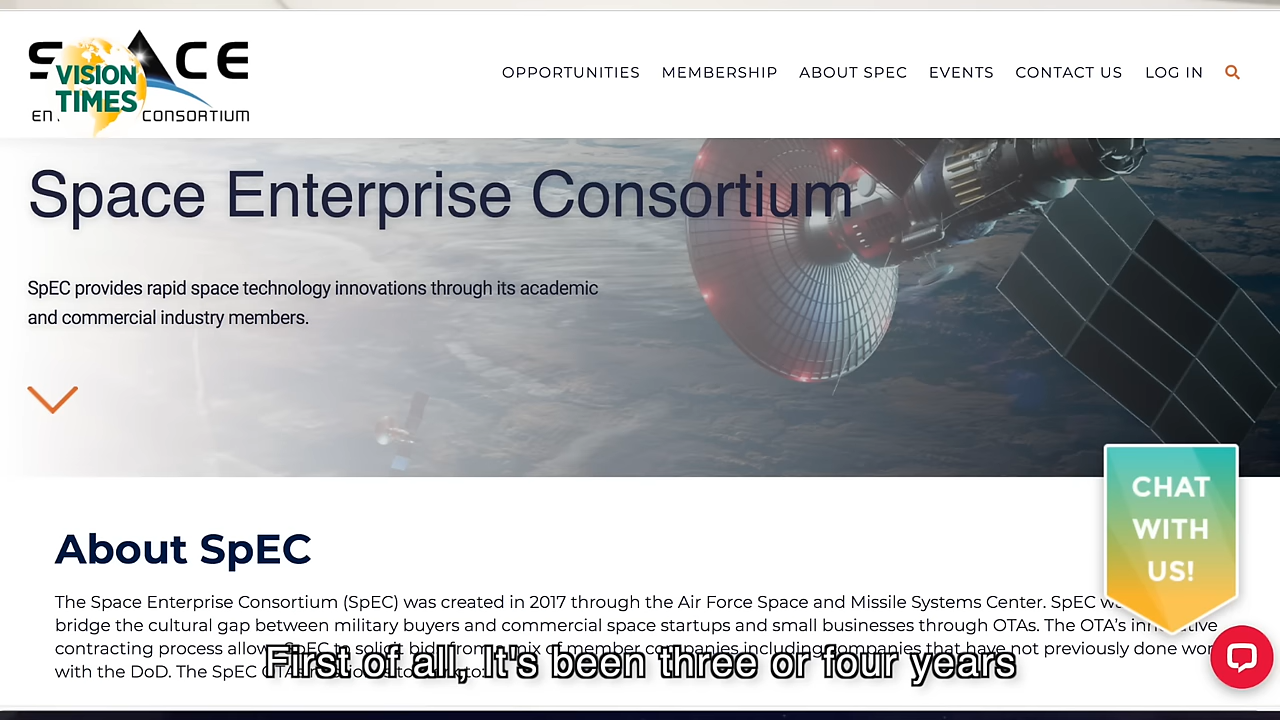 SPACE
VISION
TIMES
CONSORTIUM
OPPORTUNITIES MEMBERSHIP ABOUT SPEC EVENTS CONTACT US LOG IN
Space Enterprise Consortium
SpEC provides rapid space technology innovations through its academic
and commercial industry members.
CHAT
WITH
US!
About SpEC
The Space Enterprise Consortium (SpEC) was created in 2017 through the Air Force Space and Missile Systems Center. SpEC
bridge the cultural gap between military buyers and commercial space startups and small businesses through OTAs. The OTA's
contracting process
with the DoD. The SpEC
First of all, It's been three or four years